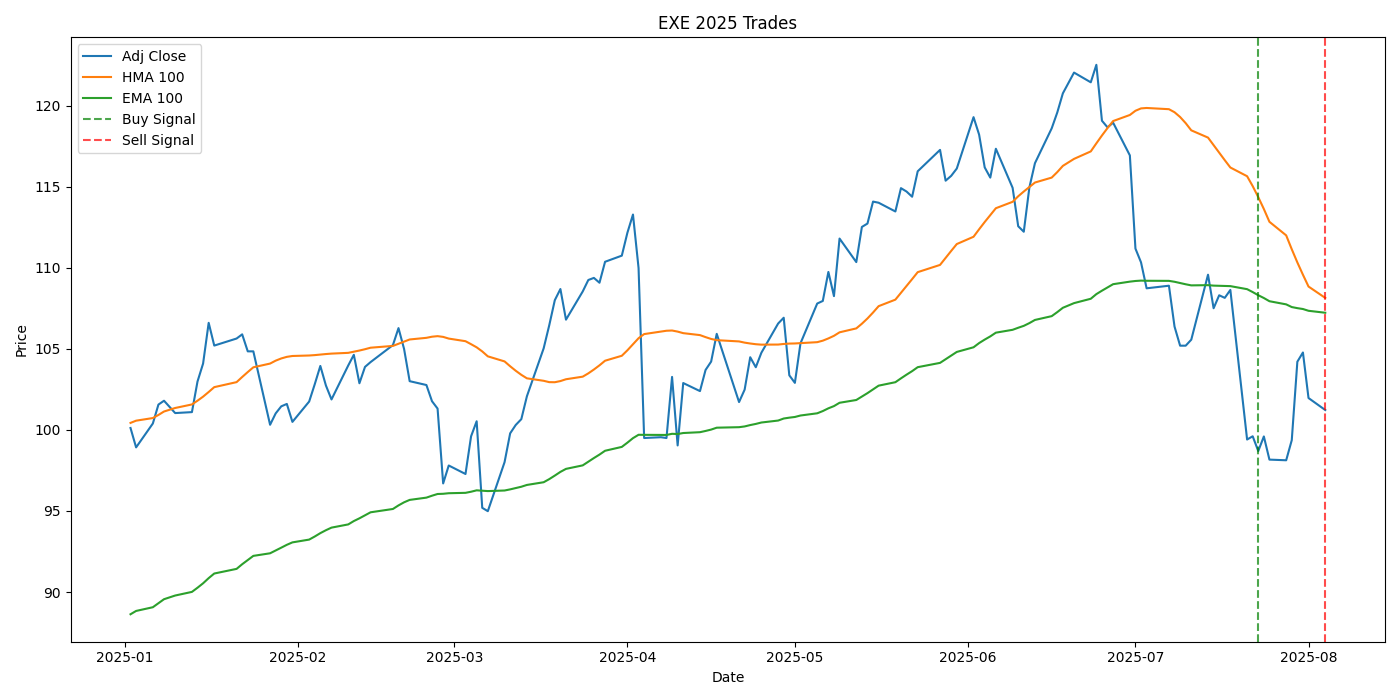 EXE 2025 Trades
Adj Close
HMA 100
EMA 100
Buy Signal
Sell Signal
Price
120
115
110
105
100
95
90
2025-01 2025-02 2025-03 2025-04 2025-05 2025-06 2025-07 2025-08
Date